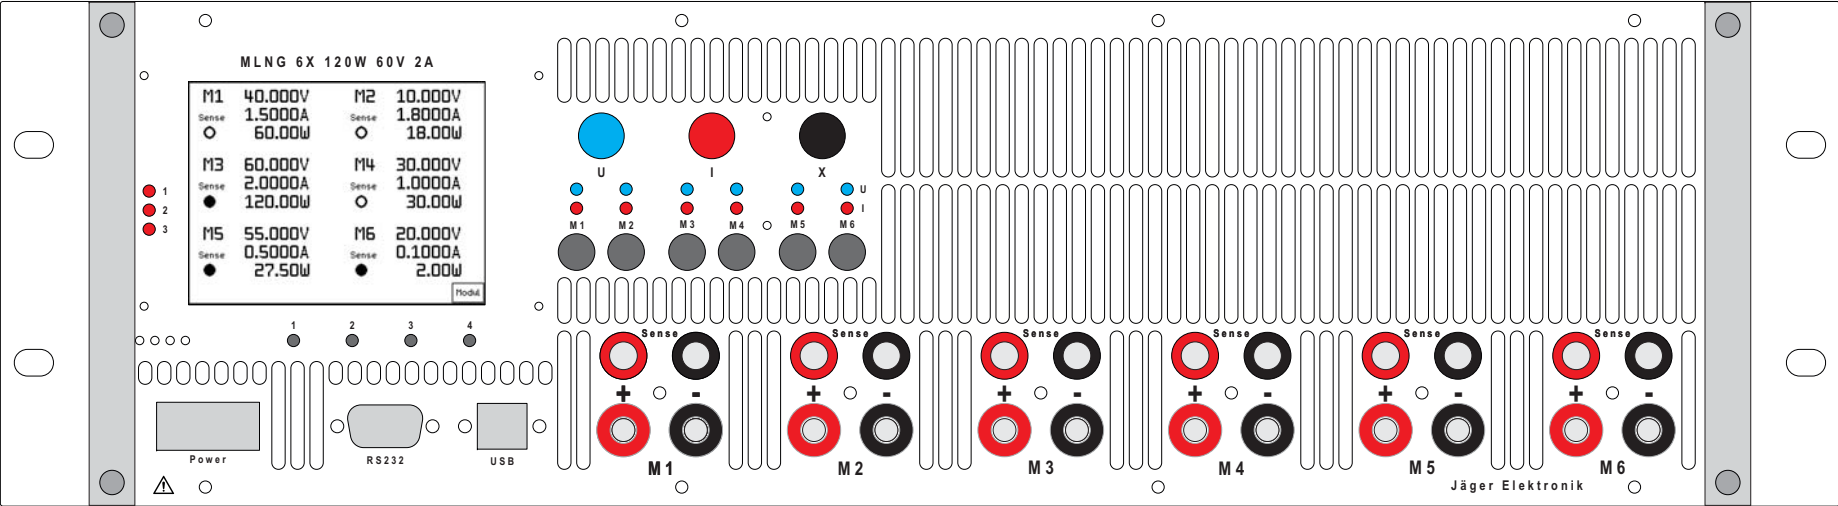 MLNG 6X 120W 60V 2A
M1 40.000V M2 10.000V
Sense 1.5000A Sense 1.8000A
60.00W 18.00W
M3 60.000V M4 30.000V
Sense 2.0000A Sense 1.0000A
120.00W 30.00W
M5 55.000V M6 20.000V
Sense 0.5000A Sense 0.1000A
27.50W 2.00W
Modul
1
2
3
1 2 3 4
U I X
U
I
M1 M2 M3 M4 M5 M6
Sense Sense Sense Sense Sense Sense
+ - + - + - + - + - + -
Power RS232 USB
M1 M2 M3 M4 M5 M6
Jäger Elektronik